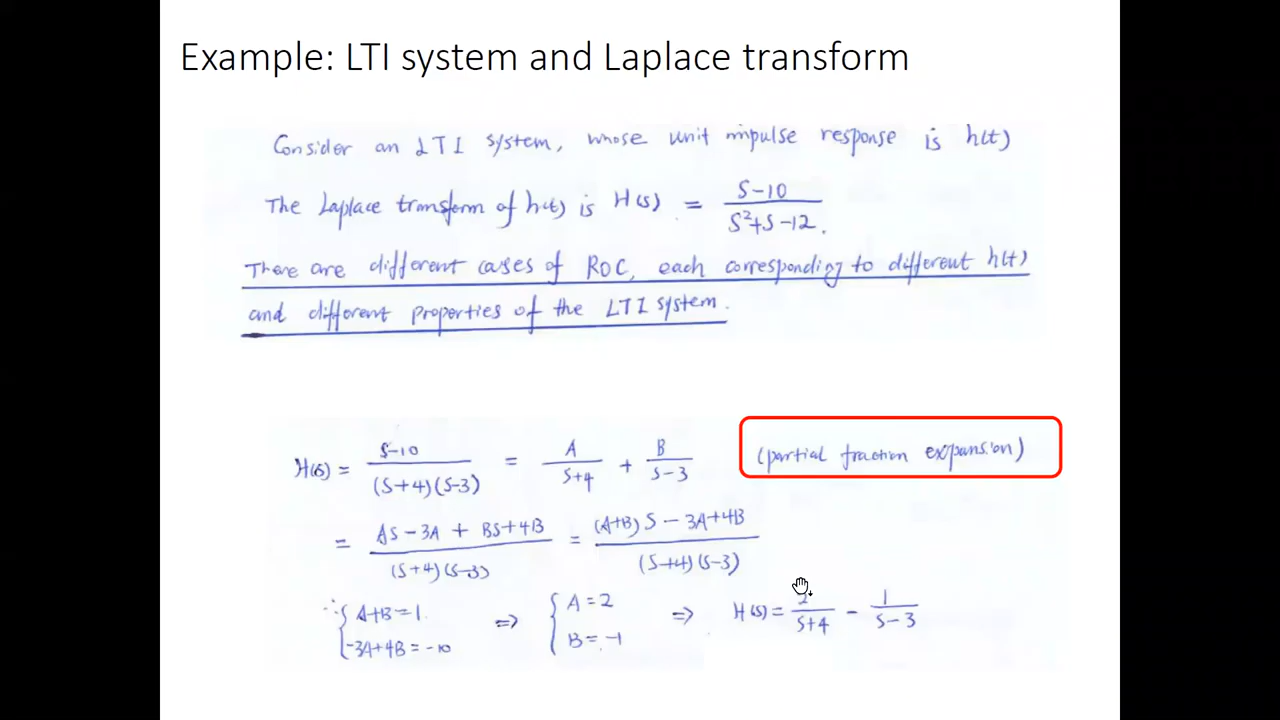 Example: LTI system and Laplace transform
Consider an LTI system, whose unit impulse response is h(t)
The Laplace transform of h(t) is H(s) = (S-10)/(S²+S-12).
There are different cases of ROC, each corresponding to different h(t)
and different properties of the LTI system.
H(s) = (S-10)/((S+4)(S-3)) = A/(S+4) + B/(S-3) (partial fraction expansion)
= (AS-3A+BS+4B)/((S+4)(S-3)) = ((A+B)S-3A+4B)/((S+4)(S-3))
∴ { A+B=1. -3A+4B=-10 ⇒ { A=2 B=-1 ⇒ H(s)= 2/(S+4) - 1/(S-3)